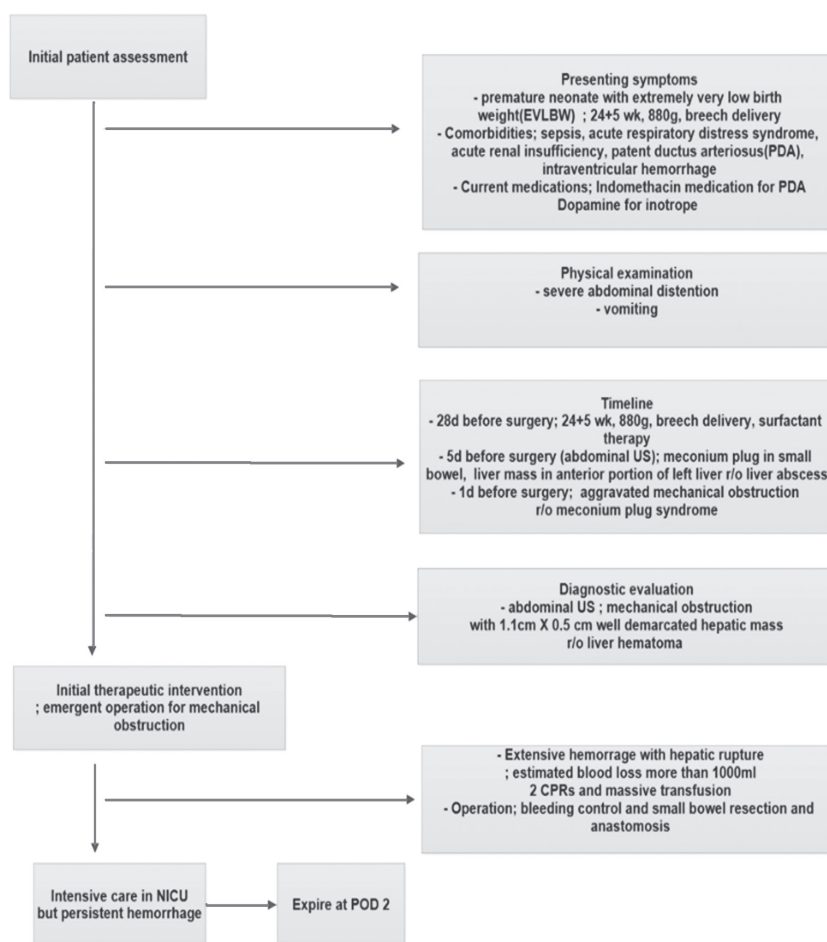 Initial patient assessment
Presenting symptoms
- premature neonate with extremely very low birth
weight(EVLBW) ; 24+5 wk, 880g, breech delivery
- Comorbidities; sepsis, acute respiratory distress syndrome,
acute renal insufficiency, patent ductus arteriosus(PDA),
intraventricular hemorrhage
- Current medications; Indomethacin medication for PDA
Dopamine for inotrope
Physical examination
- severe abdominal distention
- vomiting
Timeline
- 28d before surgery; 24+5 wk, 880g, breech delivery, surfactant
therapy
- 5d before surgery (abdominal US); meconium plug in small
bowel, liver mass in anterior portion of left liver r/o liver abscess
- 1d before surgery; aggravated mechanical obstruction
r/o meconium plug syndrome
Diagnostic evaluation
- abdominal US ; mechanical obstruction
with 1.1cm X 0.5 cm well demarcated hepatic mass
r/o liver hematoma
Initial therapeutic intervention
; emergent operation for mechanical
obstruction
- Extensive hemorrage with hepatic rupture
; estimated blood loss more than 1000ml
2 CPRs and massive transfusion
- Operation; bleeding control and small bowel resection and
anastomosis
Intensive care in NICU
but persistent hemorrhage
Expire at POD 2